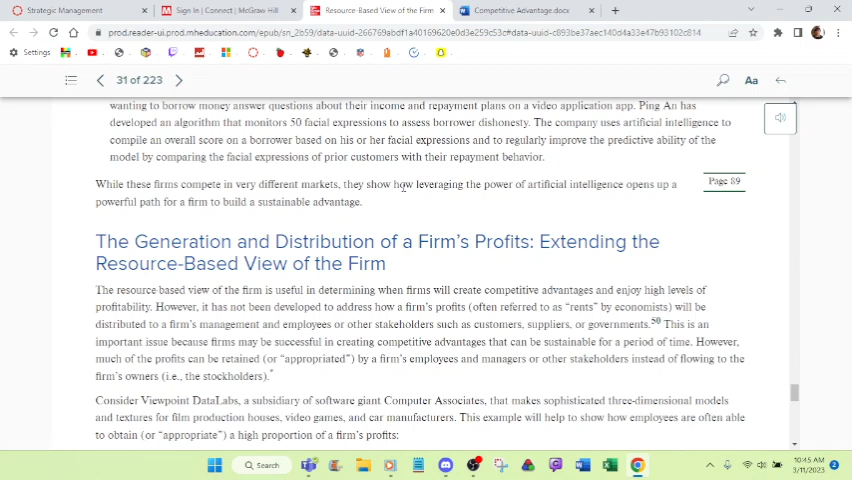 Strategic Management
Sign In | Connect | McGraw Hill
Resource-Based View of the Firm
Competitive Advantage.docx
prod.reader-ui.prod.mheducation.com/epub/sn_2b59/data-uuid-266769abdf1a40169620e0d3e259c53c#data-uuid-c893be37aec140d4a33e47b93102c814
Settings
31 of 223
Aa
wanting to borrow money answer questions about their income and repayment plans on a video application app. Ping An has
developed an algorithm that monitors 50 facial expressions to assess borrower dishonesty. The company uses artificial intelligence to
compile an overall score on a borrower based on his or her facial expressions and to regularly improve the predictive ability of the
model by comparing the facial expressions of prior customers with their repayment behavior.
While these firms compete in very different markets, they show how leveraging the power of artificial intelligence opens up a
powerful path for a firm to build a sustainable advantage.
Page 89
The Generation and Distribution of a Firm's Profits: Extending the
Resource-Based View of the Firm
The resource-based view of the firm is useful in determining when firms will create competitive advantages and enjoy high levels of
profitability. However, it has not been developed to address how a firm's profits (often referred to as “rents” by economists) will be
distributed to a firm's management and employees or other stakeholders such as customers, suppliers, or governments.50 This is an
important issue because firms may be successful in creating competitive advantages that can be sustainable for a period of time. However,
much of the profits can be retained (or “appropriated”) by a firm's employees and managers or other stakeholders instead of flowing to the
firm's owners (i.e., the stockholders).*
Consider Viewpoint DataLabs, a subsidiary of software giant Computer Associates, that makes sophisticated three-dimensional models
and textures for film production houses, video games, and car manufacturers. This example will help to show how employees are often able
to obtain (or “appropriate”) a high proportion of a firm's profits:
Search
10:45 AM
3/11/2023